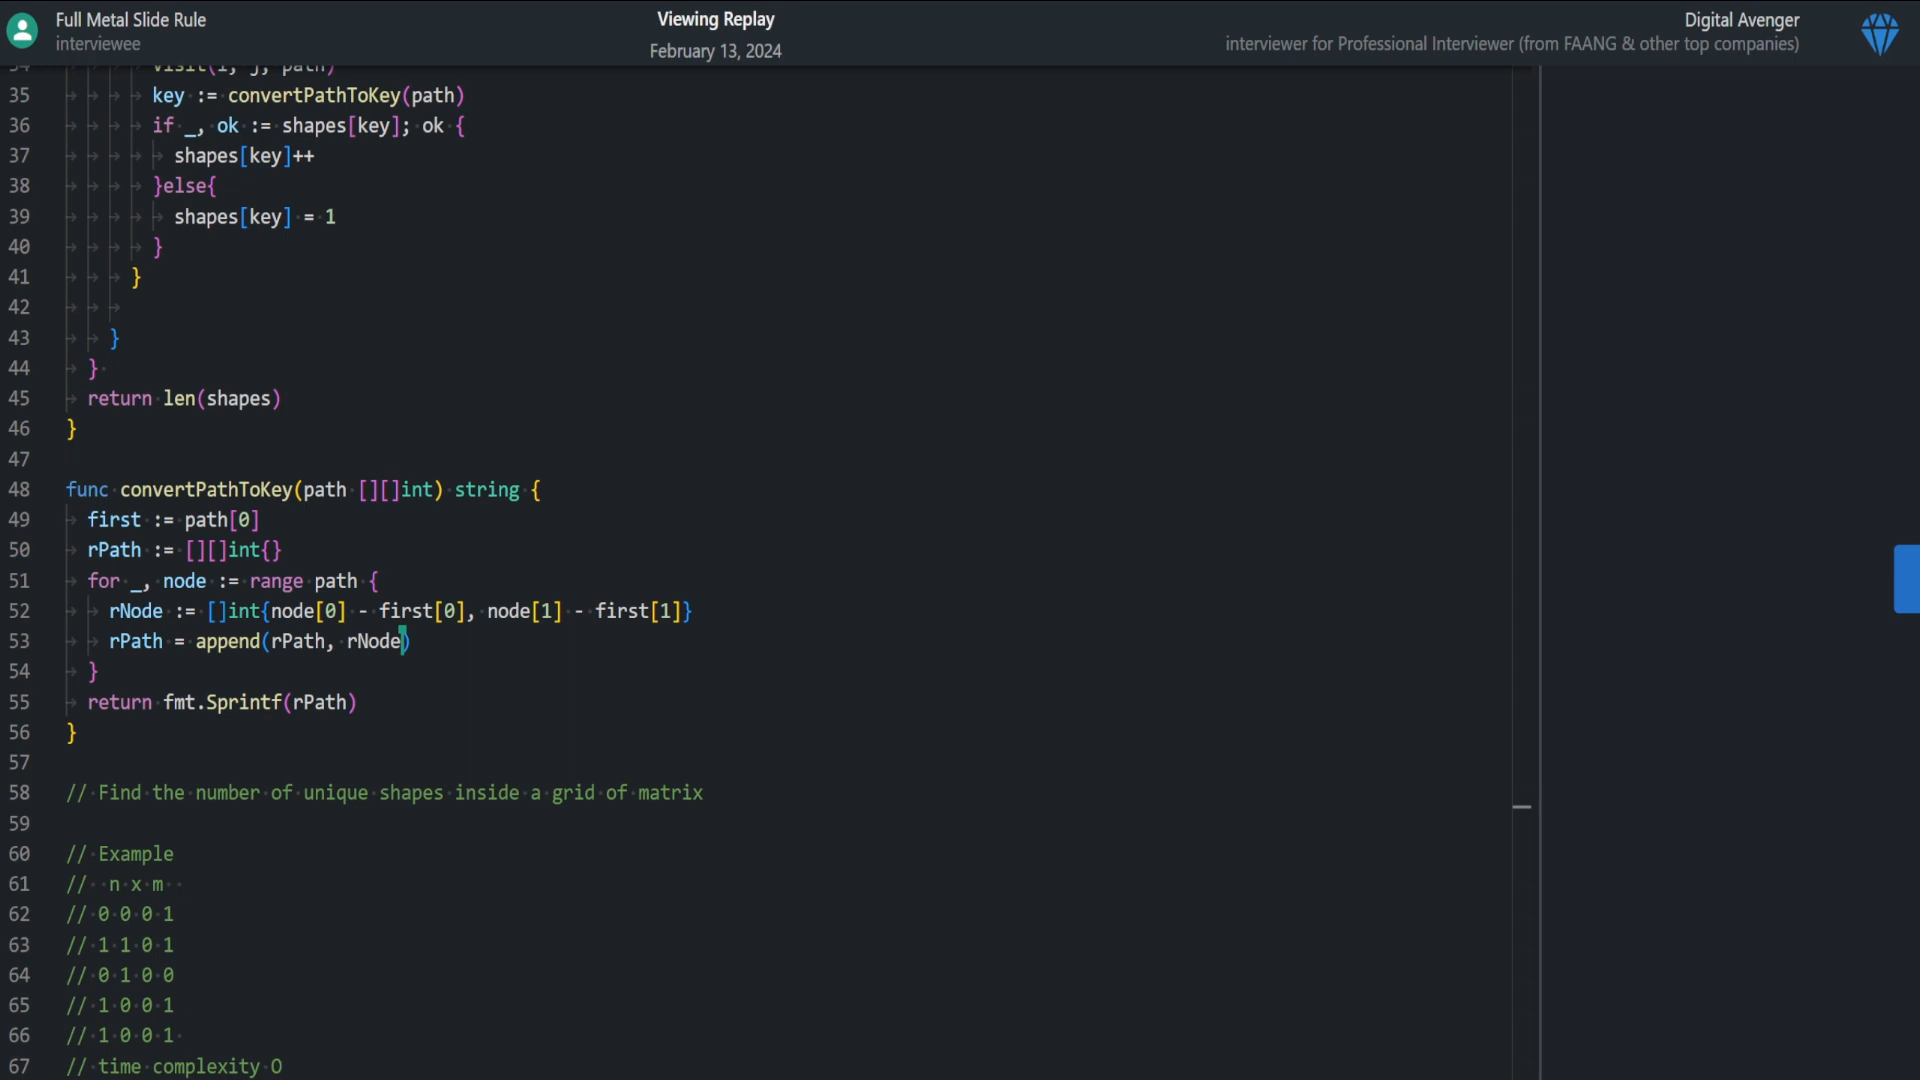 Full Metal Slide Rule
interviewee
Viewing Replay
February 13, 2024
Digital Avenger
interviewer for Professional Interviewer (from FAANG & other top companies)
34 visit(i, j, path)
35 key := convertPathToKey(path)
36 if _, ok := shapes[key]; ok {
37 shapes[key]++
38 }else{
39 shapes[key] = 1
40 }
41 }
42
43 }
44 }
45 return len(shapes)
46 }
47
48 func convertPathToKey(path [][]int) string {
49 first := path[0]
50 rPath := [][]int{}
51 for _, node := range path {
52 rNode := []int{node[0] - first[0], node[1] - first[1]}
53 rPath = append(rPath, rNode)
54 }
55 return fmt.Sprintf(rPath)
56 }
57
58 // Find the number of unique shapes inside a grid of matrix
59
60 // Example
61 // n x m
62 // 0 0 0 1
63 // 1 1 0 1
64 // 0 1 0 0
65 // 1 0 0 1
66 // 1 0 0 1
67 // time complexity O